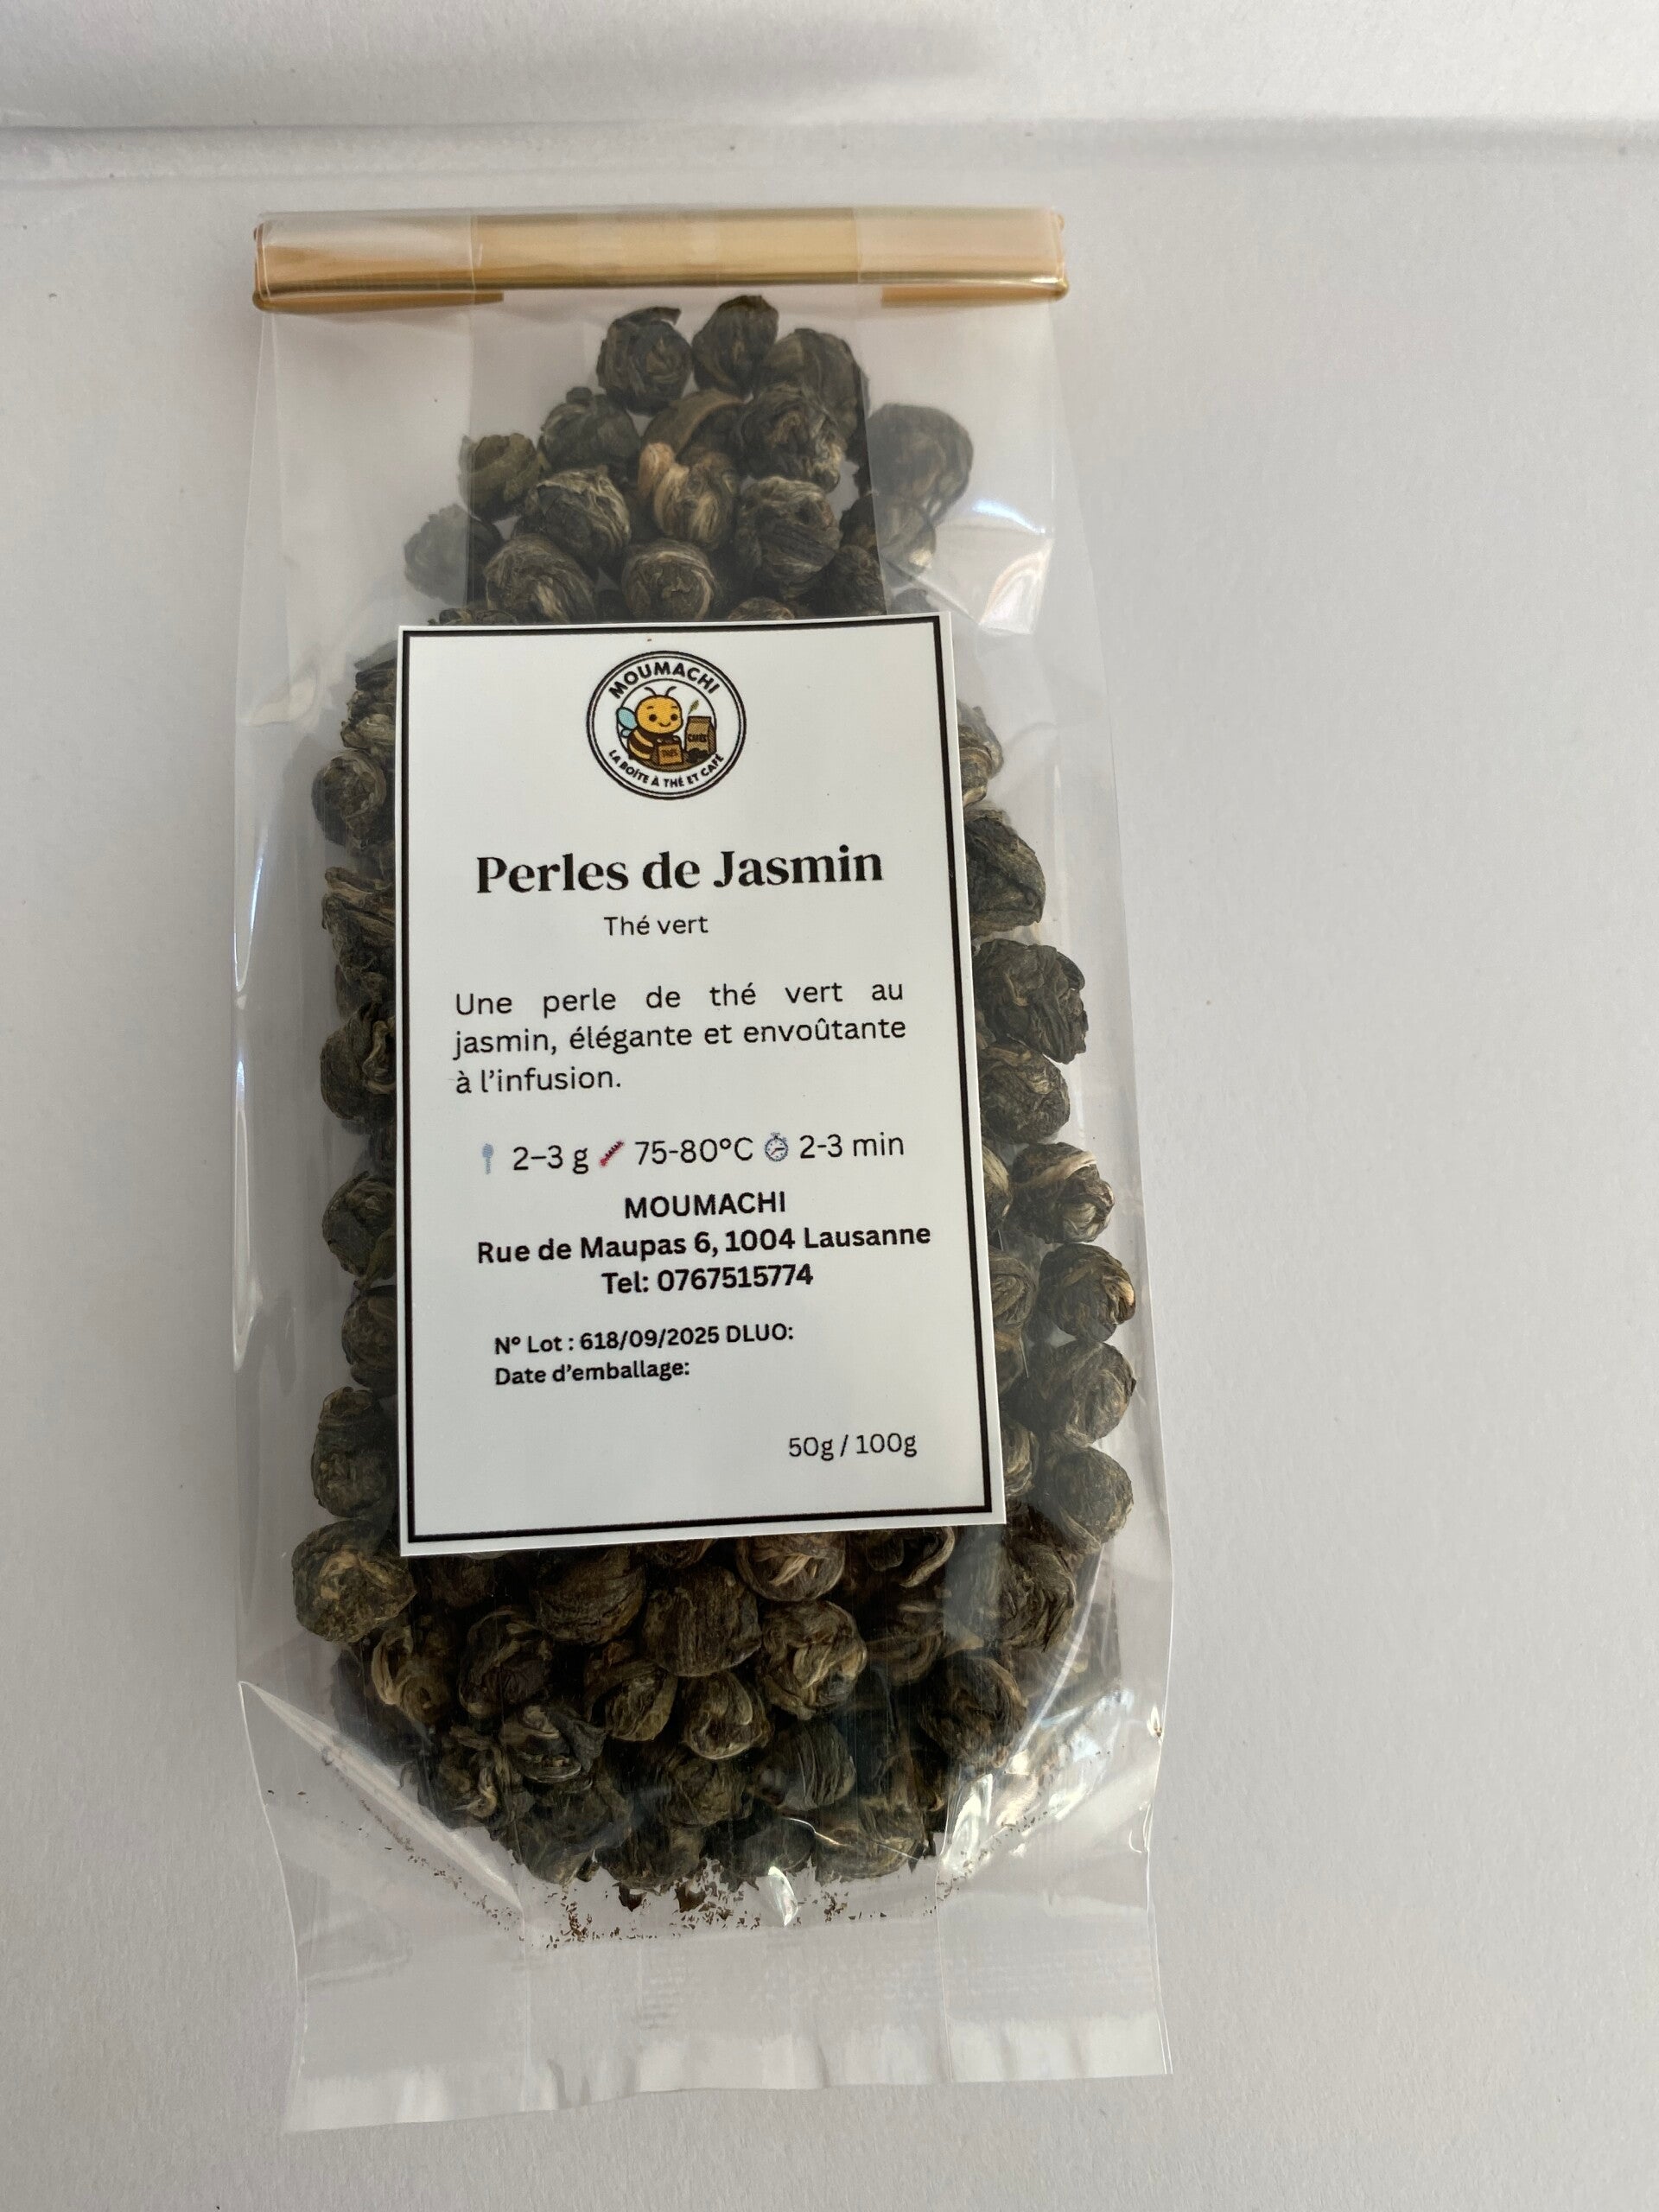 MOUMACHI
THÉS
CAFÉS
LA BOÎTE À THÉ ET CAFÉ
Perles de Jasmin
Thé vert
Une perle de thé vert au
jasmin, élégante et envoûtante
à l'infusion.
2–3 g 75-80°C 2-3 min
MOUMACHI
Rue de Maupas 6, 1004 Lausanne
Tel: 0767515774
N° Lot : 618/09/2025 DLUO:
Date d'emballage:
50g / 100g